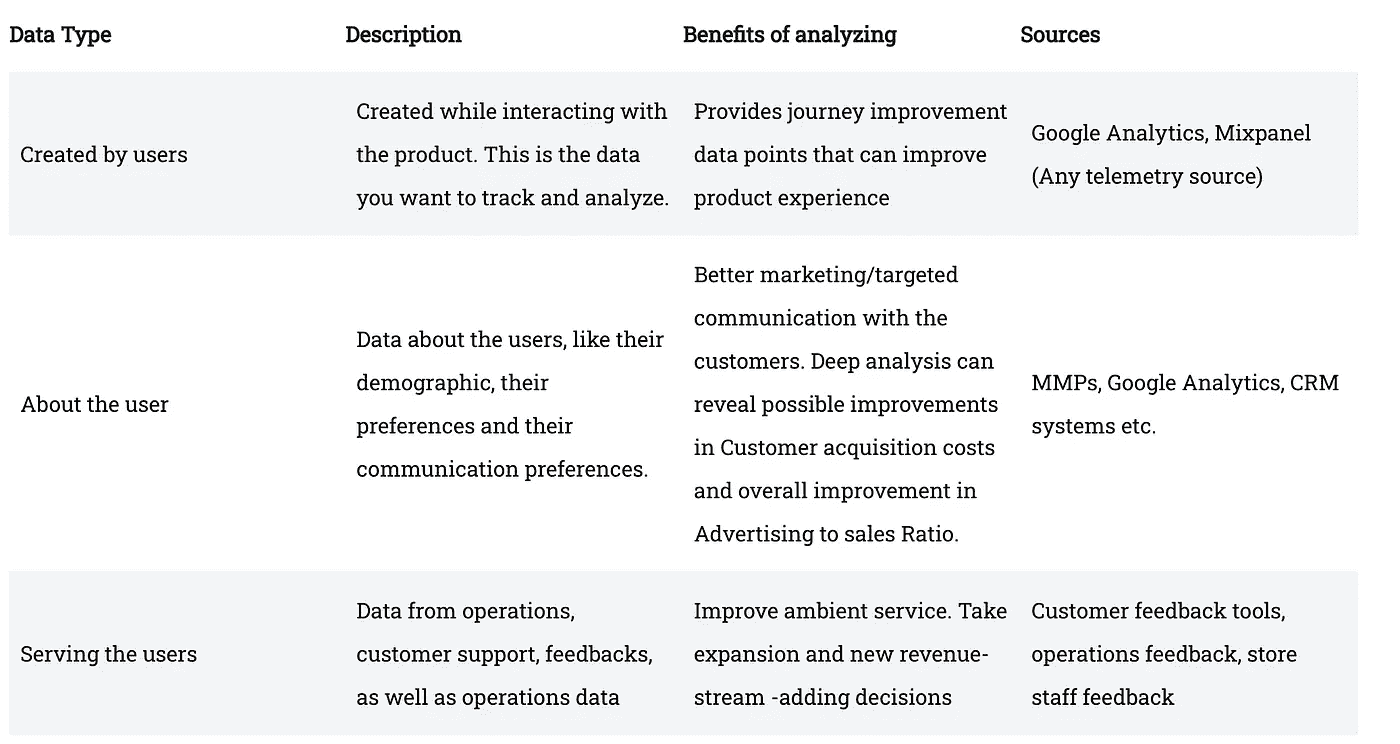 Data Type
Description
Benefits of analyzing
Sources
Created by users
Created while interacting with
the product. This is the data
you want to track and analyze.
Provides journey improvement
data points that can improve
product experience
Google Analytics, Mixpanel
(Any telemetry source)
About the user
Data about the users, like their
demographic, their
preferences and their
communication preferences.
Better marketing/targeted
communication with the
customers. Deep analysis can
reveal possible improvements
in Customer acquisition costs
and overall improvement in
Advertising to sales Ratio.
MMPs, Google Analytics, CRM
systems etc.
Serving the users
Data from operations,
customer support, feedbacks,
as well as operations data
Improve ambient service. Take
expansion and new revenue-
stream -adding decisions
Customer feedback tools,
operations feedback, store
staff feedback